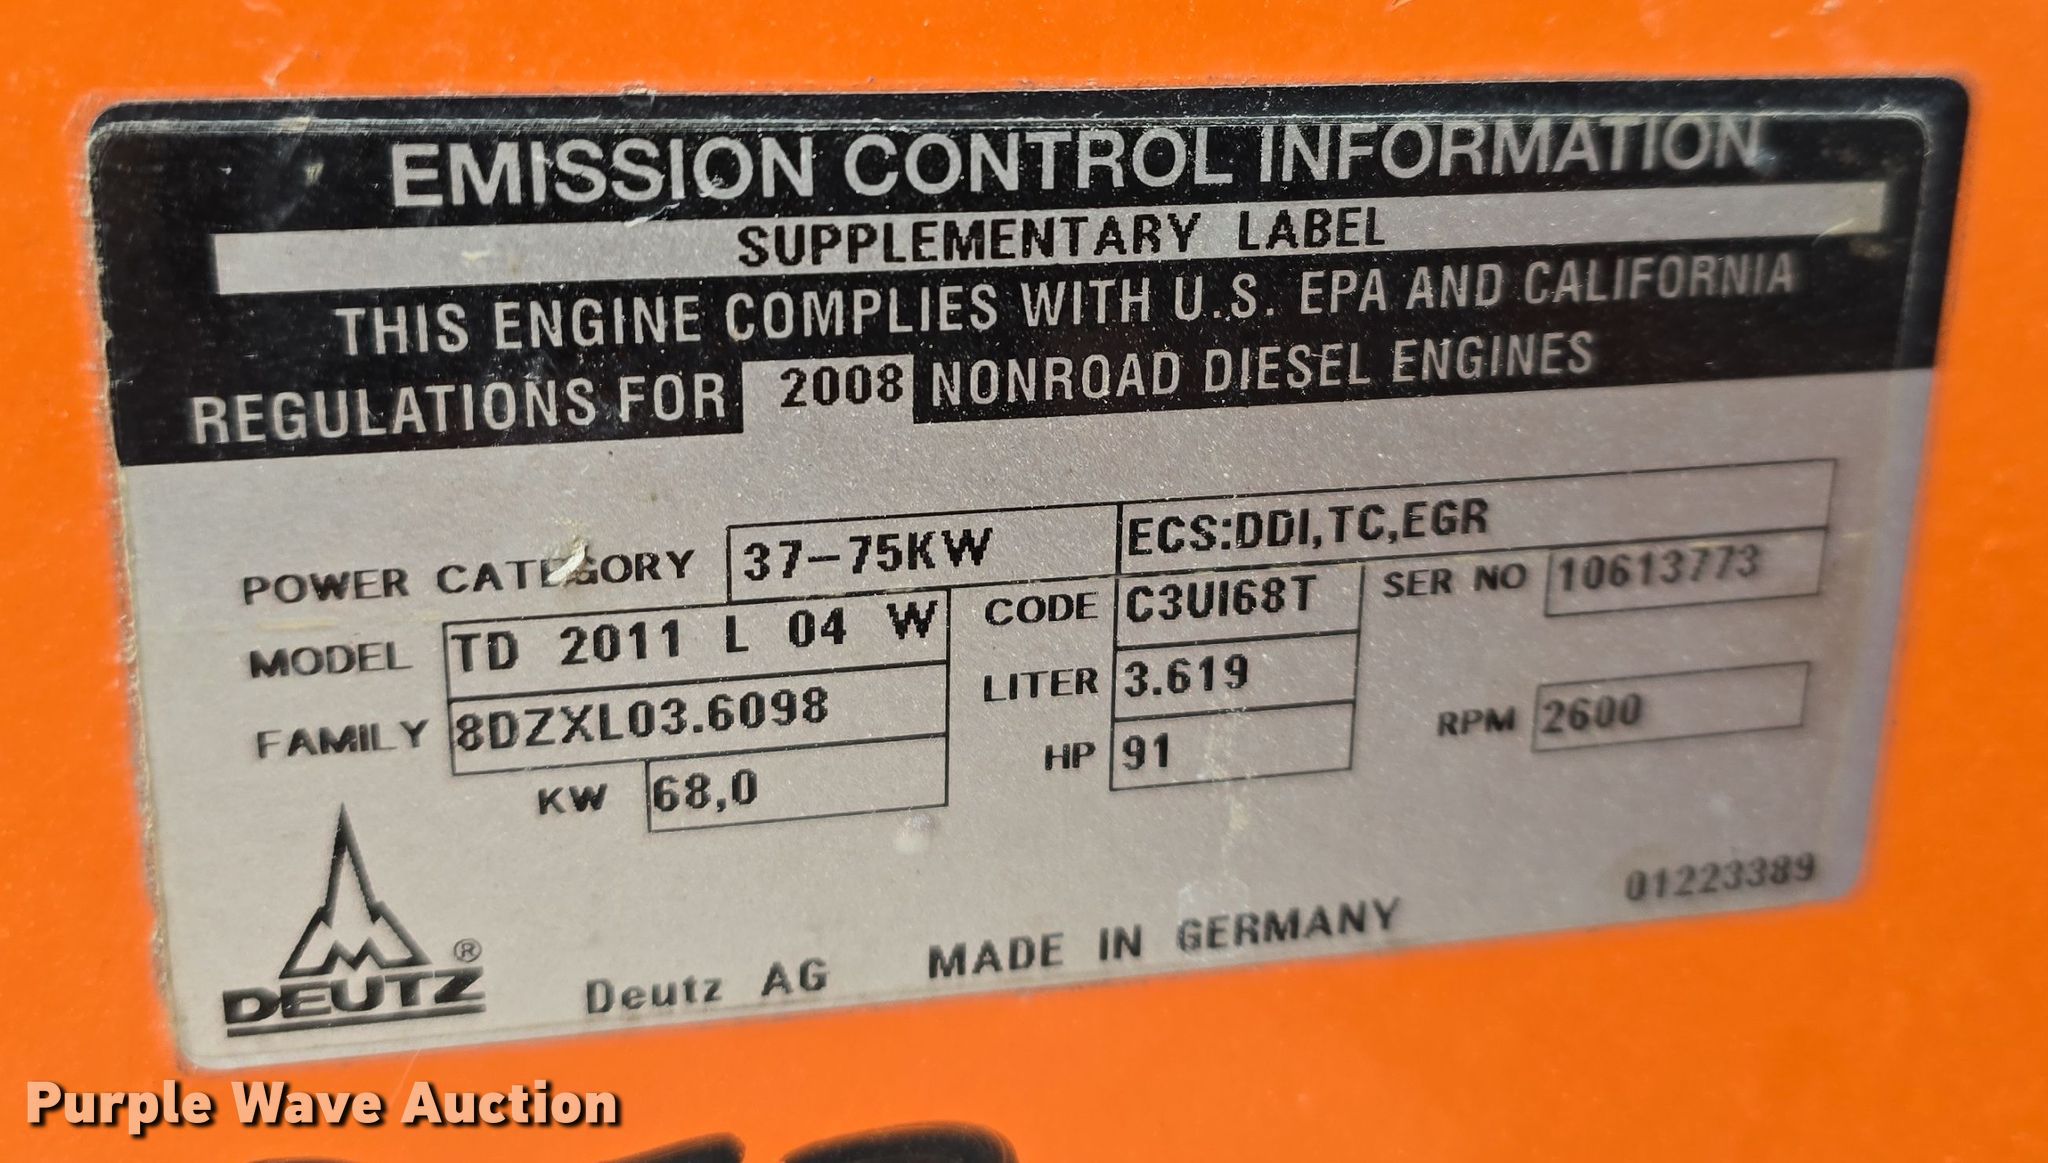 EMISSION CONTROL INFORMATION
SUPPLEMENTARY LABEL
THIS ENGINE COMPLIES WITH U.S. EPA AND CALIFORNIA
REGULATIONS FOR 2008 NONROAD DIESEL ENGINES
POWER CATEGORY 37-75KW ECS:DDI,TC,EGR
MODEL TD 2011 L 04 W CODE C3UI68T SER NO 10613773
FAMILY 8DZXL03.6098 LITER 3.619 RPM 2600
KW 68,0 HP 91
DEUTZ ® Deutz AG MADE IN GERMANY 01223389
Purple Wave Auction